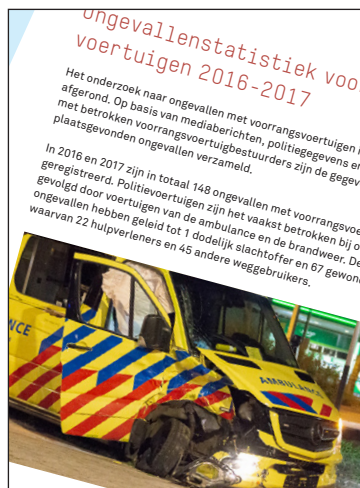 Ongevallenstatistiek voor
voertuigen 2016-2017
Het onderzoek naar ongevallen met voorrangsvoertuigen
afgerond. Op basis van mediaberichten, politiegegevens en
met betrokken voorrangsvoertuigbestuurders zijn de gegev
plaatsgevonden ongevallen verzameld.
In 2016 en 2017 zijn in totaal 148 ongevallen met voorrangsvoe
geregistreerd. Politievoertuigen zijn het vaakst betrokken bij o
gevolgd door voertuigen van de ambulance en de brandweer. De
ongevallen hebben geleid tot 1 dodelijk slachtoffer en 67 gewon
waarvan 22 hulpverleners en 45 andere weggebruikers.
AMBULANCE